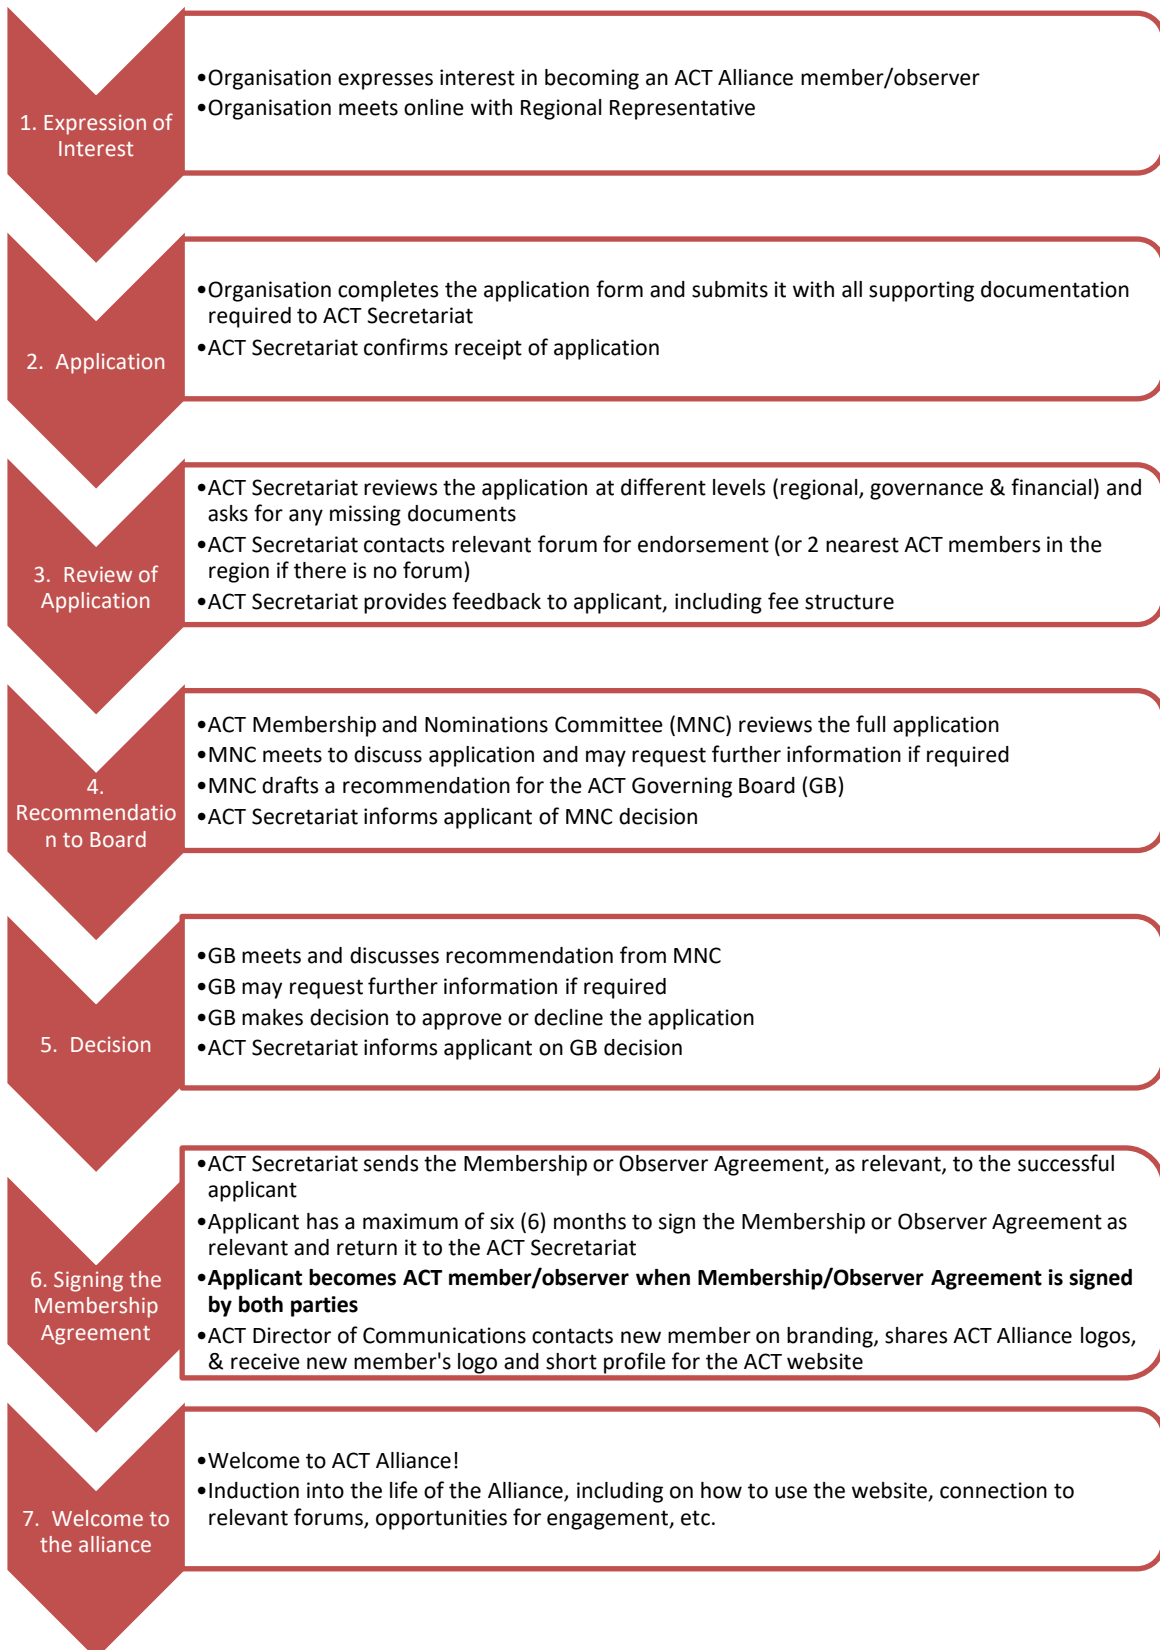 1. Expression of
Interest
•Organisation expresses interest in becoming an ACT Alliance member/observer
•Organisation meets online with Regional Representative
2. Application
•Organisation completes the application form and submits it with all supporting documentation
required to ACT Secretariat
•ACT Secretariat confirms receipt of application
3. Review of
Application
•ACT Secretariat reviews the application at different levels (regional, governance & financial) and
asks for any missing documents
•ACT Secretariat contacts relevant forum for endorsement (or 2 nearest ACT members in the
region if there is no forum)
•ACT Secretariat provides feedback to applicant, including fee structure
4.
Recommendatio
n to Board
•ACT Membership and Nominations Committee (MNC) reviews the full application
•MNC meets to discuss application and may request further information if required
•MNC drafts a recommendation for the ACT Governing Board (GB)
•ACT Secretariat informs applicant of MNC decision
5. Decision
•GB meets and discusses recommendation from MNC
•GB may request further information if required
•GB makes decision to approve or decline the application
•ACT Secretariat informs applicant on GB decision
6. Signing the
Membership
Agreement
•ACT Secretariat sends the Membership or Observer Agreement, as relevant, to the successful
applicant
•Applicant has a maximum of six (6) months to sign the Membership or Observer Agreement as
relevant and return it to the ACT Secretariat
•Applicant becomes ACT member/observer when Membership/Observer Agreement is signed
by both parties
•ACT Director of Communications contacts new member on branding, shares ACT Alliance logos,
& receive new member's logo and short profile for the ACT website
7. Welcome to
the alliance
•Welcome to ACT Alliance!
•Induction into the life of the Alliance, including on how to use the website, connection to
relevant forums, opportunities for engagement, etc.